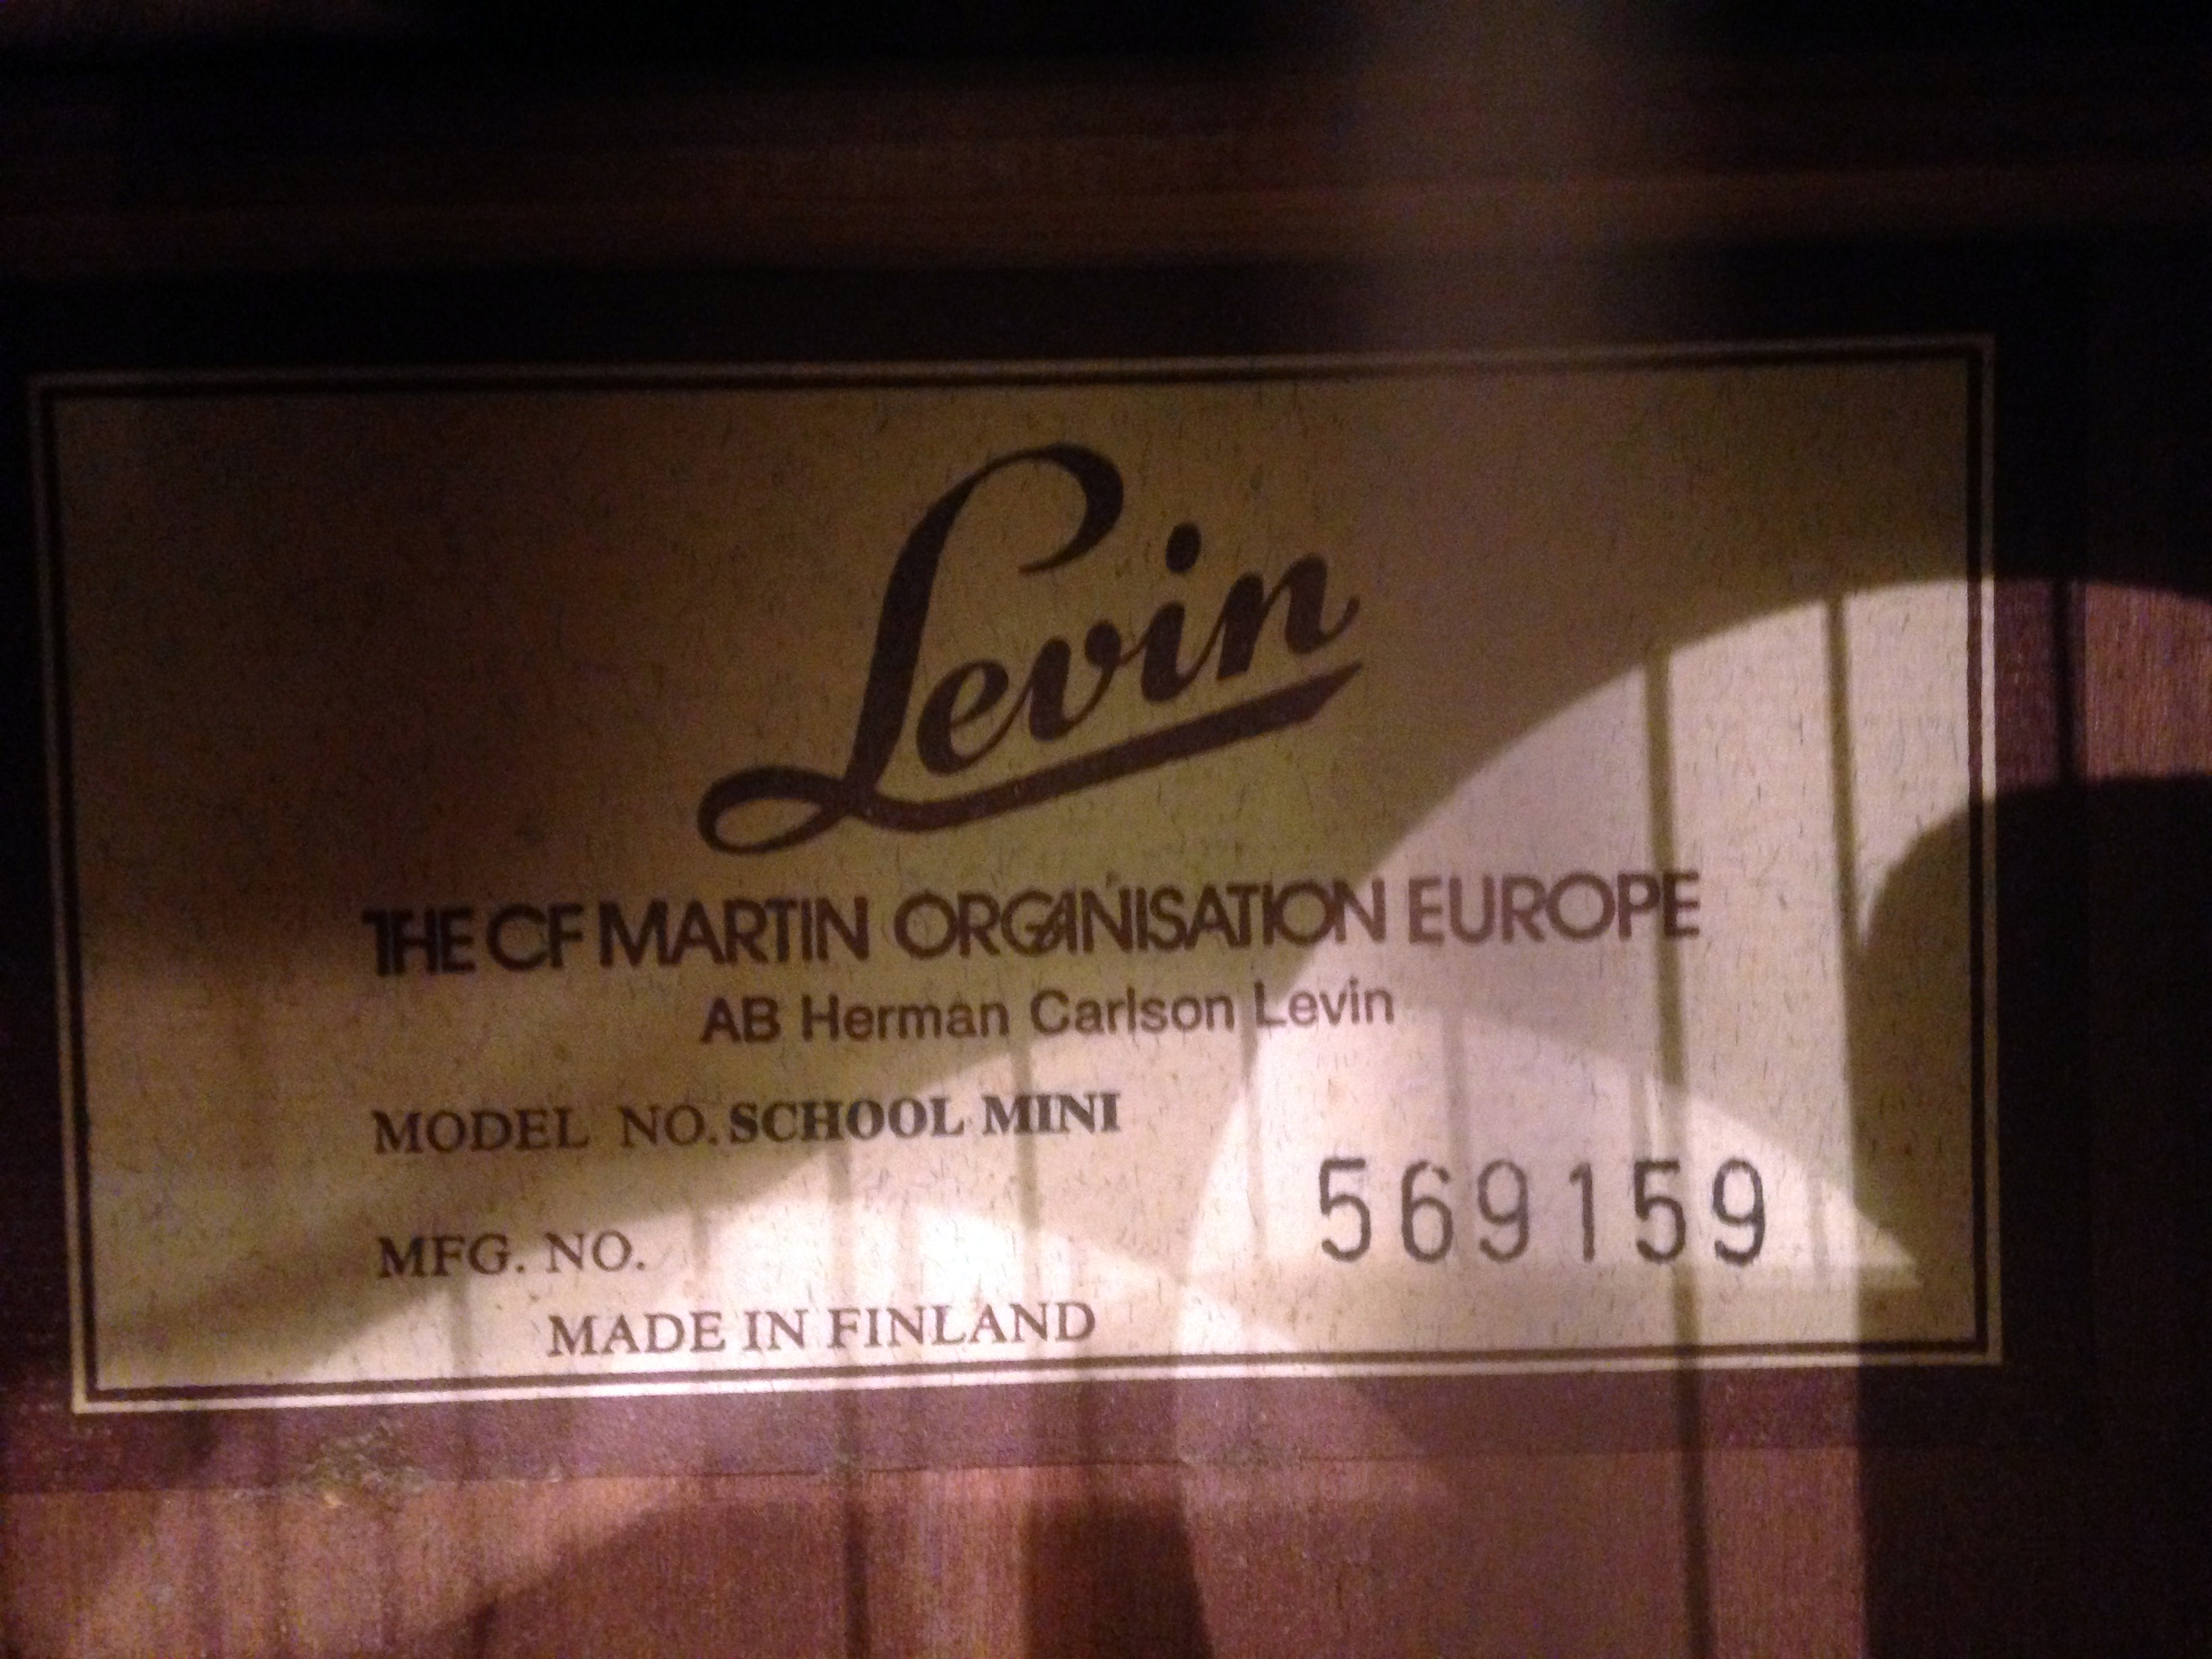 Levin
THE CF MARTIN ORGANISATION EUROPE
AB Herman Carlson Levin
MODEL NO. SCHOOL MINI
MFG. NO. 569159
MADE IN FINLAND